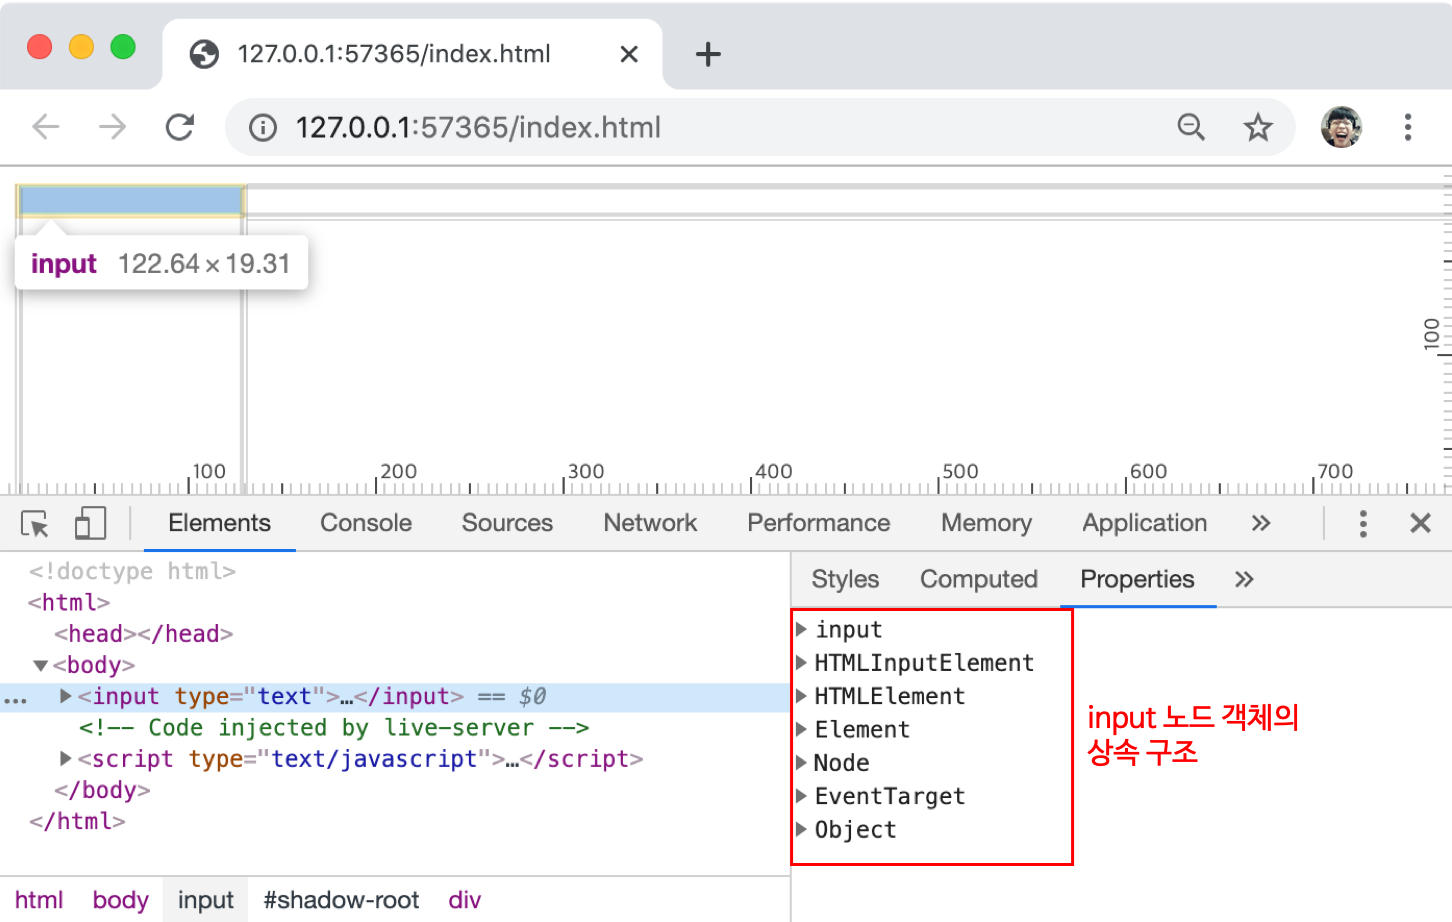 127.0.0.1:57365/index.html
127.0.0.1:57365/index.html
input 122.64 × 19.31
100
100 200 300 400 500 600 700
Elements Console Sources Network Performance Memory Application »
<!doctype html>
<html>
<head></head>
<body>
<input type="text">…</input> == $0
<!-- Code injected by live-server -->
<script type="text/javascript">…</script>
</body>
</html>
html body input #shadow-root div
Styles Computed Properties »
input
HTMLInputElement
HTMLElement
Element
Node
EventTarget
Object
input 노드 객체의
상속 구조